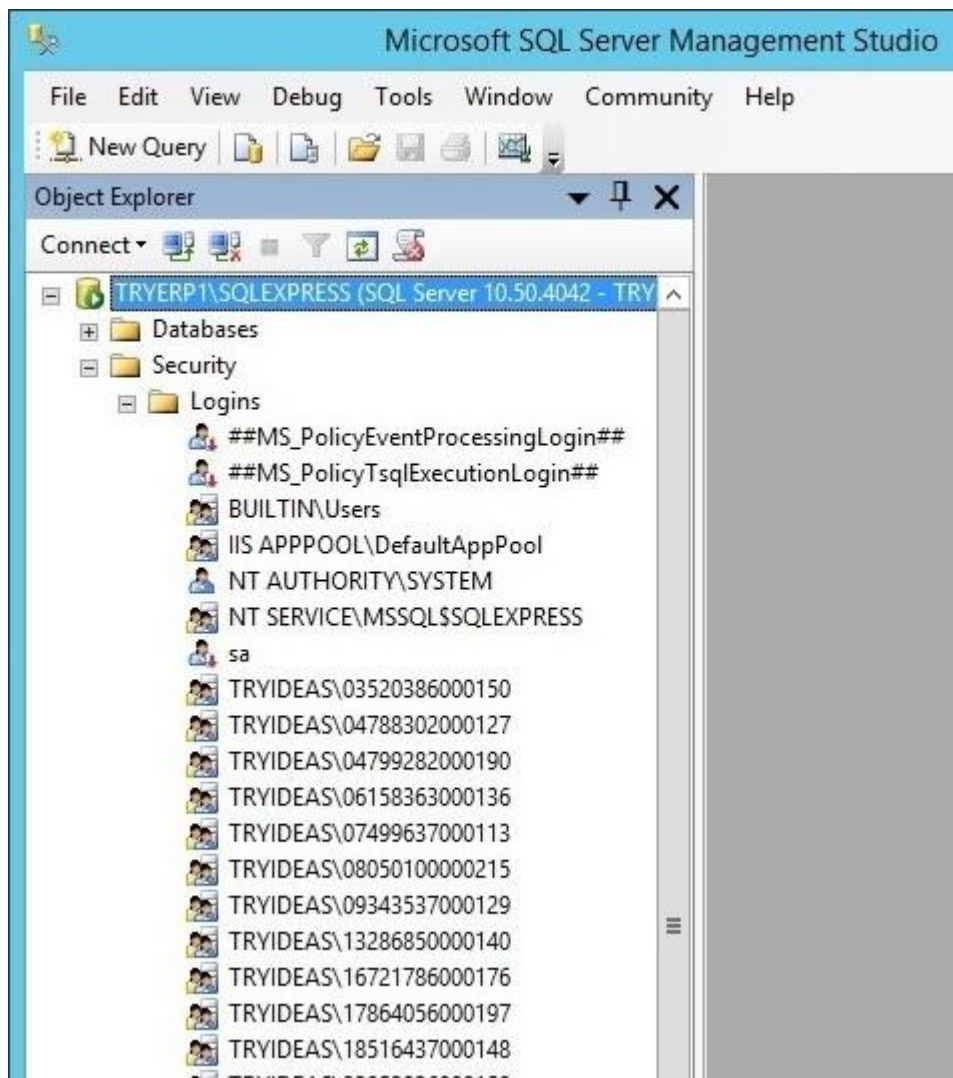 Microsoft SQL Server Management Studio
File Edit View Debug Tools Window Community Help
New Query
Object Explorer
Connect
TRYERP1\SQLEXPRESS (SQL Server 10.50.4042 - TRY
Databases
Security
Logins
##MS_PolicyEventProcessingLogin##
##MS_PolicyTsqlExecutionLogin##
BUILTIN\Users
IIS APPPOOL\DefaultAppPool
NT AUTHORITY\SYSTEM
NT SERVICE\MSSQL$SQLEXPRESS
sa
TRYIDEAS\03520386000150
TRYIDEAS\04788302000127
TRYIDEAS\04799282000190
TRYIDEAS\06158363000136
TRYIDEAS\07499637000113
TRYIDEAS\08050100000215
TRYIDEAS\09343537000129
TRYIDEAS\13286850000140
TRYIDEAS\16721786000176
TRYIDEAS\17864056000197
TRYIDEAS\18516437000148